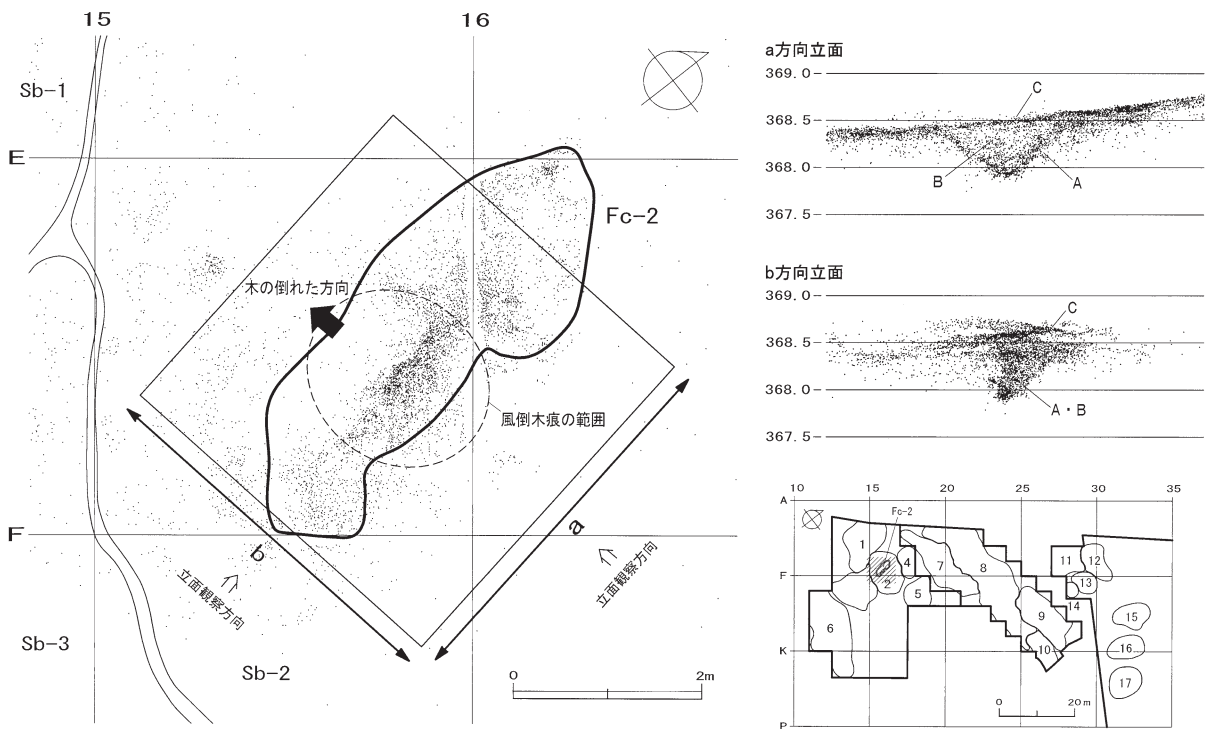 15
16
Sb-1
E
Fc-2
木の倒れた方向
風倒木痕の範囲
F
a
b
立面観察方向
立面観察方向
Sb-3
Sb-2
0
2m
a方向立面
369.0
C
368.5
368.0
B
A
367.5
b方向立面
369.0
C
368.5
368.0
A・B
367.5
10
15
20
25
30
35
A
Fc-2
1
4
7
8
11
12
F
2
13
5
14
9
15
6
K
10
16
17
0
20m
P